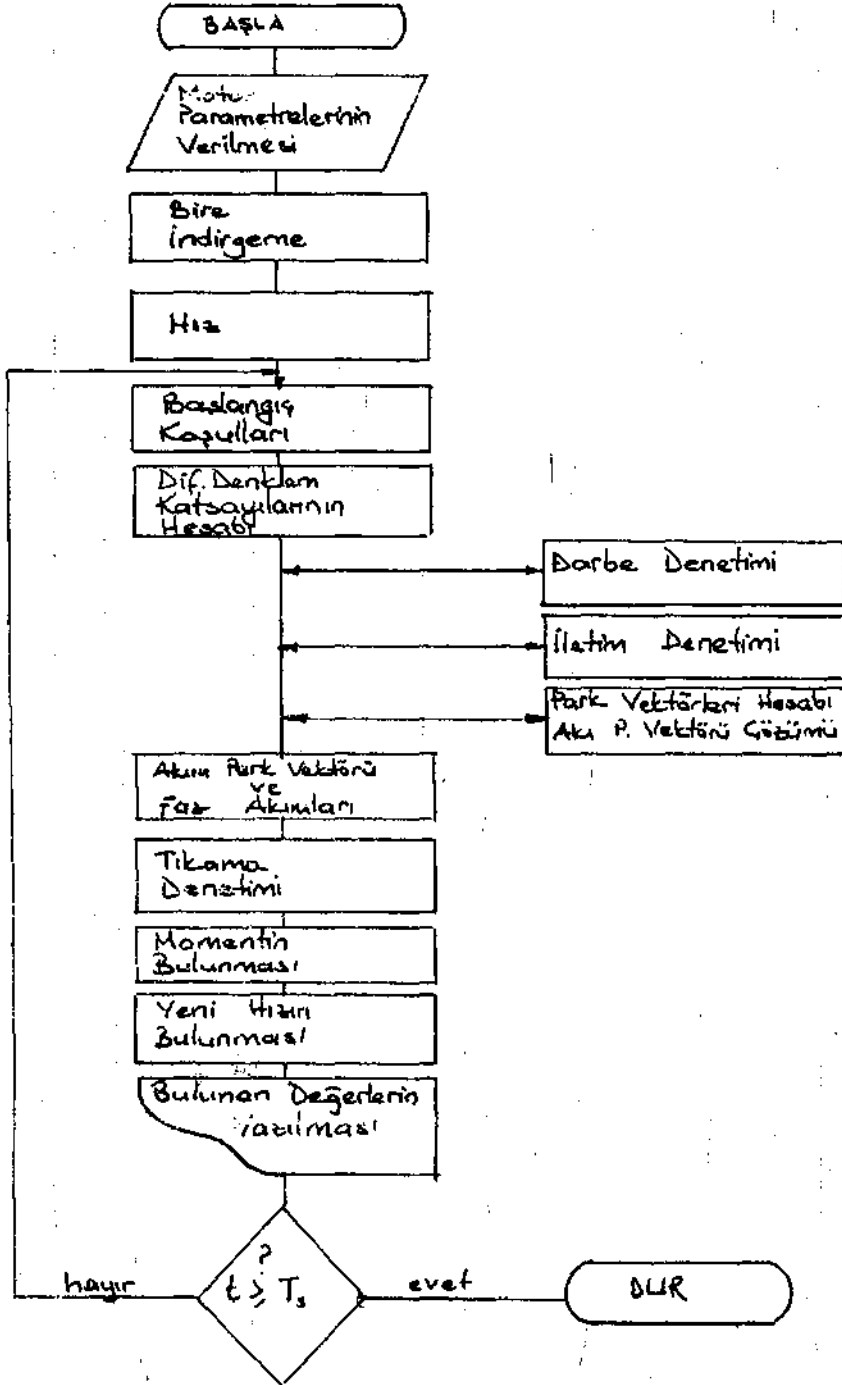 BAŞLA
Motor
Parametrelerinin
Verilmesi
Bire
İndirgeme
Hız
Başlangıç
Koşulları
Dif. Denklem
Katsayılarının
Hesabı
Darbe Denetimi
İletim Denetimi
Park Vektörleri Hesabı
Akı P. Vektörü Çözümü
Akım Park Vektörü
ve
Faz Akımları
Tıkama
Denetimi
Momentin
Bulunması
Yeni Hızın
Bulunması
Bulunan Değerlerin
Yazılması
?
t ≥ Ts
hayır
evet
DUR